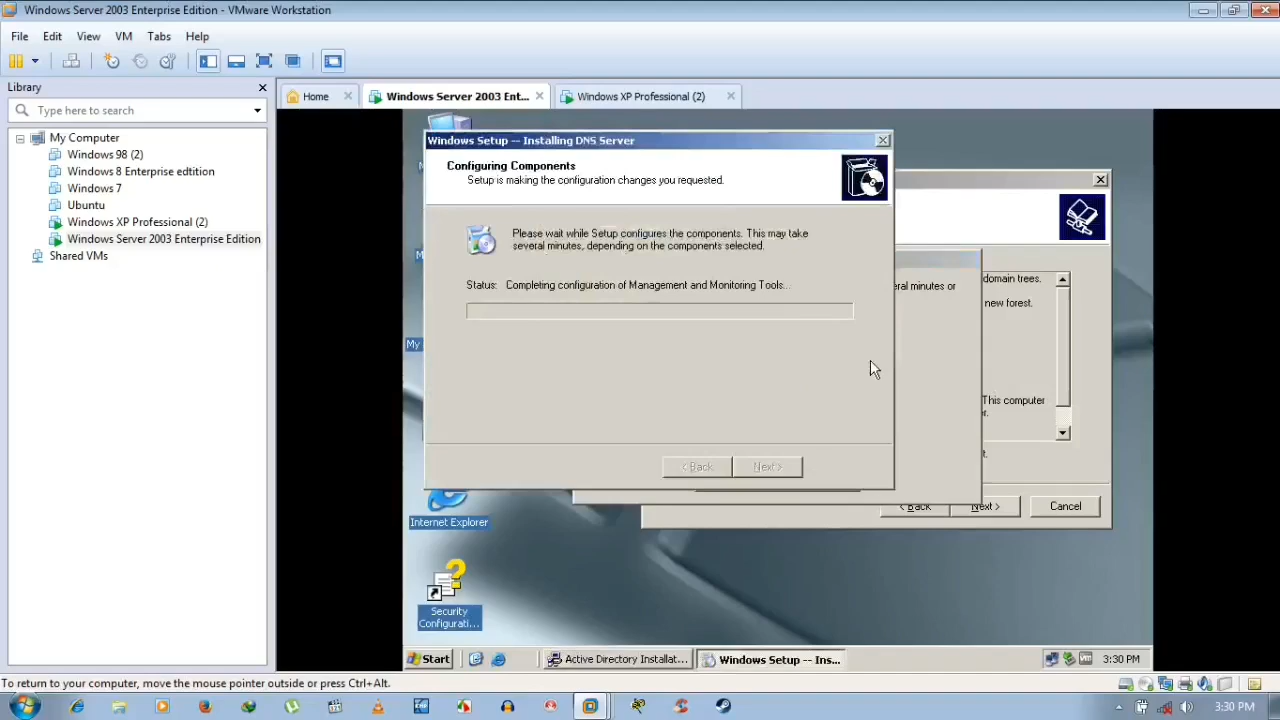 Windows Server 2003 Enterprise Edition - VMware Workstation
File Edit View VM Tabs Help
Library
Type here to search
My Computer
Windows 98 (2)
Windows 8 Enterprise edtition
Windows 7
Ubuntu
Windows XP Professional (2)
Windows Server 2003 Enterprise Edition
Shared VMs
Home
Windows Server 2003 Ent...
Windows XP Professional (2)
Windows Setup -- Installing DNS Server
Configuring Components
Setup is making the configuration changes you requested.
Please wait while Setup configures the components. This may take
several minutes, depending on the components selected.
Status: Completing configuration of Management and Monitoring Tools...
< Back Next >
domain trees.
eral minutes or
new forest.
This computer
< Back Next > Cancel
My
Internet Explorer
Security
Configurati...
Start
Active Directory Installat...
Windows Setup -- Ins...
3:30 PM
To return to your computer, move the mouse pointer outside or press Ctrl+Alt.
3:30 PM